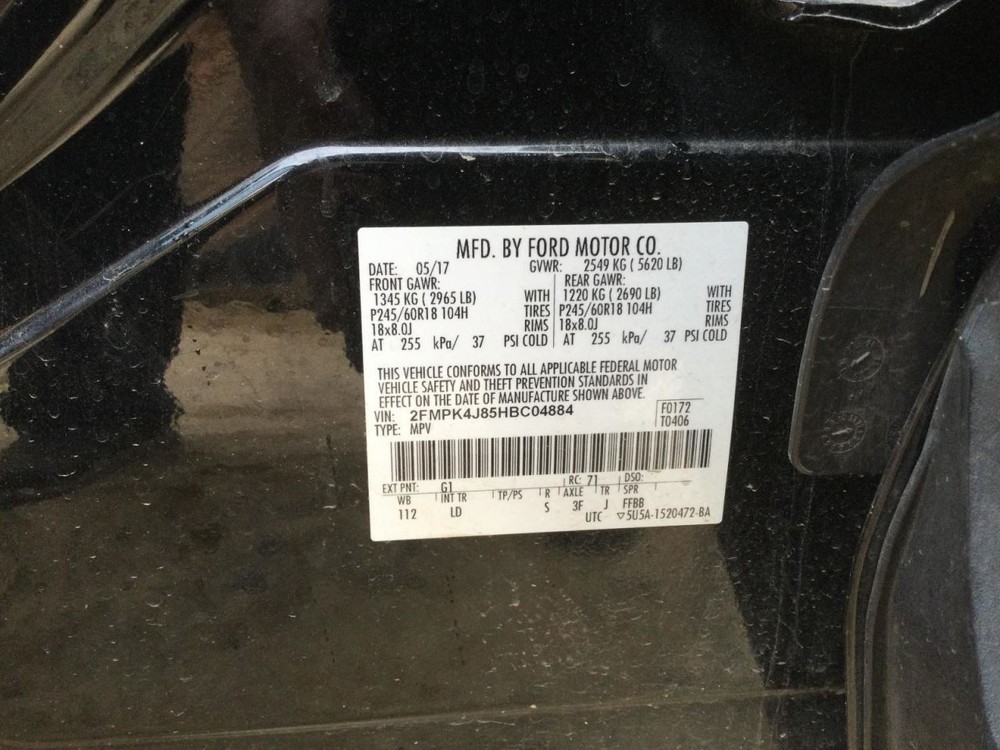 MFD. BY FORD MOTOR CO.
DATE: 05/17 GVWR: 2549 KG ( 5620 LB)
FRONT GAWR: REAR GAWR:
1345 KG ( 2965 LB) WITH 1220 KG ( 2690 LB) WITH
P245/60R18 104H TIRES P245/60R18 104H TIRES
18x8.0J RIMS 18x8.0J RIMS
AT 255 kPa/ 37 PSI COLD AT 255 kPa/ 37 PSI COLD
THIS VEHICLE CONFORMS TO ALL APPLICABLE FEDERAL MOTOR
VEHICLE SAFETY AND THEFT PREVENTION STANDARDS IN
EFFECT ON THE DATE OF MANUFACTURE SHOWN ABOVE.
VIN: 2FMPK4J85HBC04884 F0172
TYPE: MPV T0406
EXT PNT: G1 RC: 71 DSO:
WB INT TR TP/PS R AXLE TR SPR
112 LD S 3F J FFBB
UTC ▽5U5A-1520472-BA